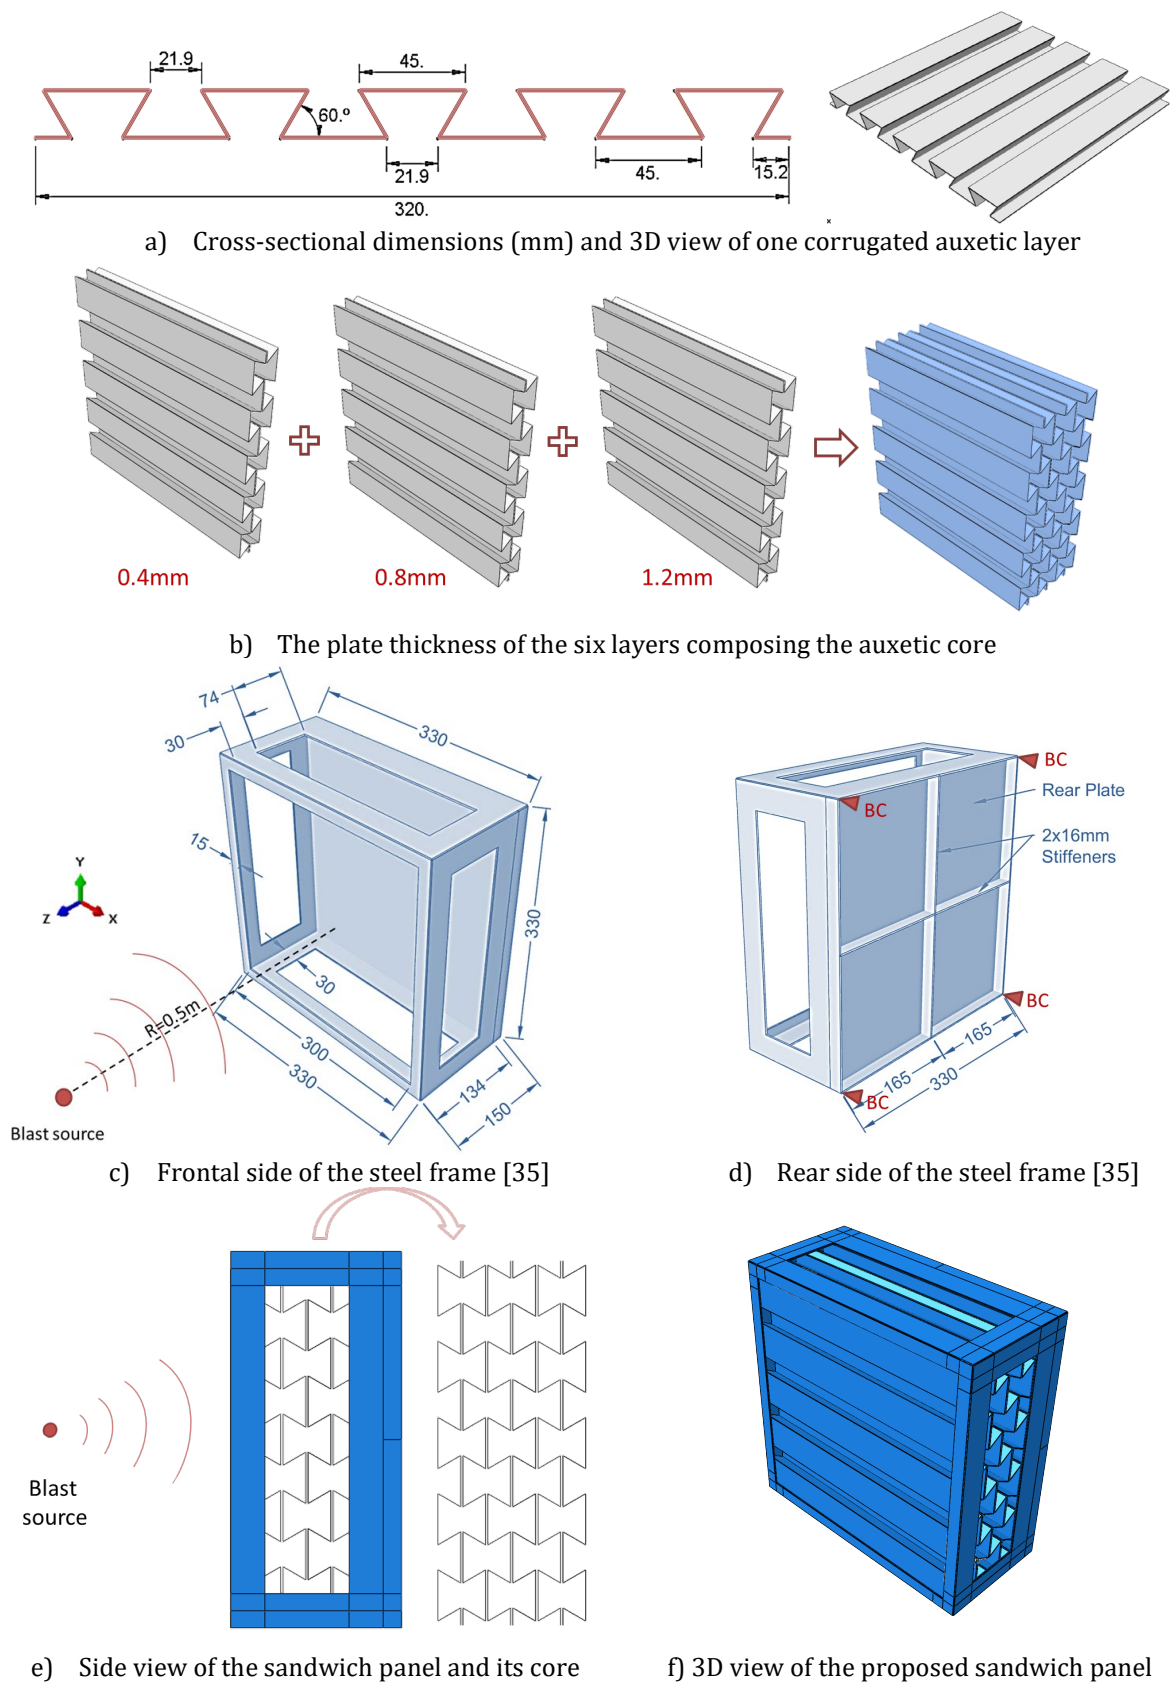 21.9
45.
60.º
21.9
45.
15.2
320.
x
a) Cross-sectional dimensions (mm) and 3D view of one corrugated auxetic layer
0.4mm
0.8mm
1.2mm
b) The plate thickness of the six layers composing the auxetic core
74
30
330
15
330
Y
Z
X
R=0.5m
30
300
330
134
150
Blast source
BC
BC
Rear Plate
2x16mm
Stiffeners
BC
165
165
330
BC
c) Frontal side of the steel frame [35]
d) Rear side of the steel frame [35]
Blast
source
e) Side view of the sandwich panel and its core
f) 3D view of the proposed sandwich panel